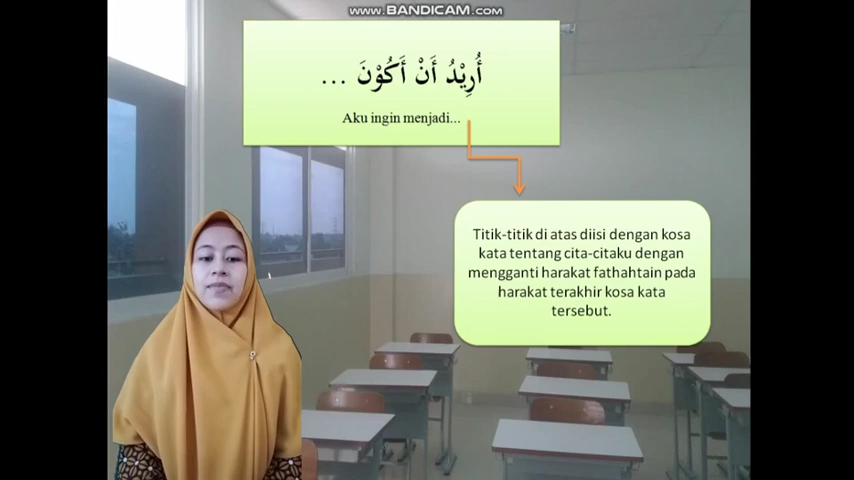 WWW.BANDICAM.COM
أُرِيْدُ أَنْ أَكُوْنَ ...
Aku ingin menjadi...
Titik-titik di atas diisi dengan kosa
kata tentang cita-citaku dengan
mengganti harakat fathahtain pada
harakat terakhir kosa kata
tersebut.